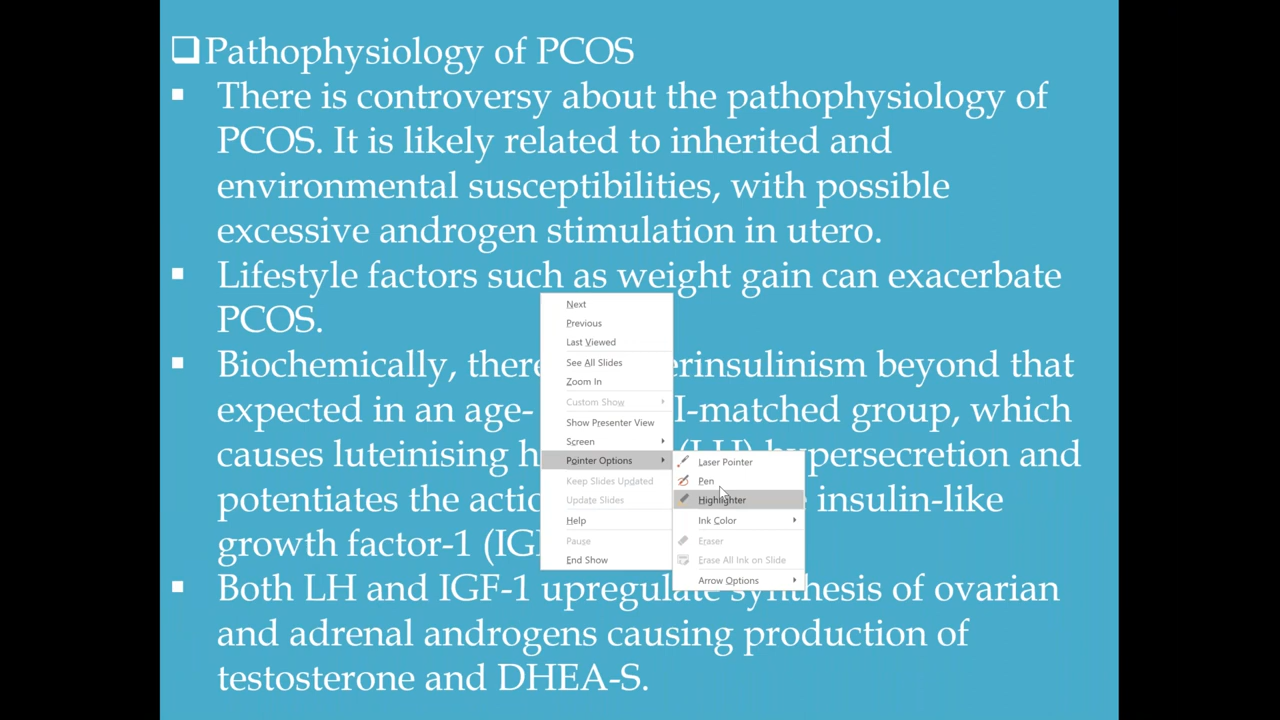 Pathophysiology of PCOS
There is controversy about the pathophysiology of
PCOS. It is likely related to inherited and
environmental susceptibilities, with possible
excessive androgen stimulation in utero.
Lifestyle factors such as weight gain can exacerbate
PCOS.
Biochemically, there erinsulinism beyond that
expected in an age- I-matched group, which
causes luteinising h (LH) hypersecretion and
potentiates the actio insulin-like
growth factor-1 (IG
Both LH and IGF-1 upregulate synthesis of ovarian
and adrenal androgens causing production of
testosterone and DHEA-S.
Next
Previous
Last Viewed
See All Slides
Zoom In
Custom Show
Show Presenter View
Screen
Pointer Options
Keep Slides Updated
Update Slides
Help
Pause
End Show
Laser Pointer
Pen
Highlighter
Ink Color
Eraser
Erase All Ink on Slide
Arrow Options